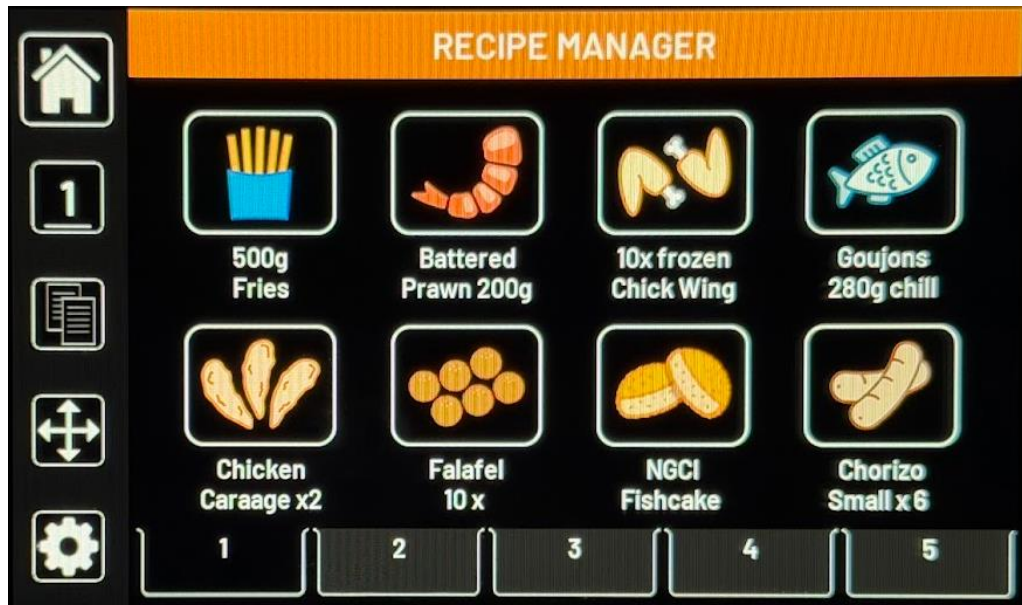 RECIPE MANAGER
1
500g
Fries
Battered
Prawn 200g
10x frozen
Chick Wing
Goujons
280g chill
Chicken
Caraage x2
Falafel
10 x
NGCI
Fishcake
Chorizo
Small x 6
1
2
3
4
5